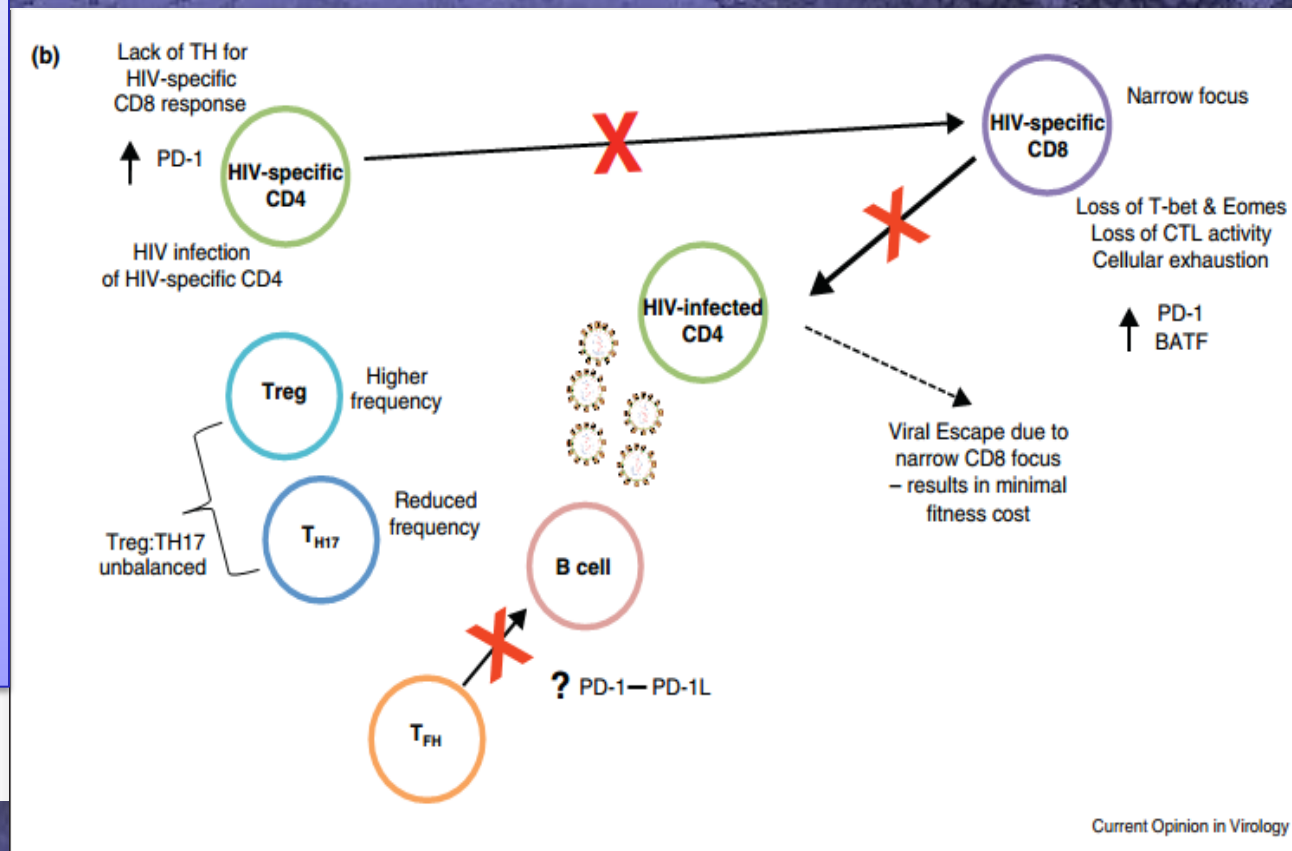 (b)
Lack of TH for
HIV-specific
CD8 response
PD-1
HIV-specific
CD4
HIV infection
of HIV-specific CD4
HIV-specific
CD8
Narrow focus
Loss of T-bet & Eomes
Loss of CTL activity
Cellular exhaustion
PD-1
BATF
X
X
HIV-infected
CD4
Viral Escape due to
narrow CD8 focus
– results in minimal
fitness cost
Treg
Higher
frequency
TH17
Reduced
frequency
Treg:TH17
unbalanced
B cell
X
? PD-1 – PD-1L
TFH
Current Opinion in Virology